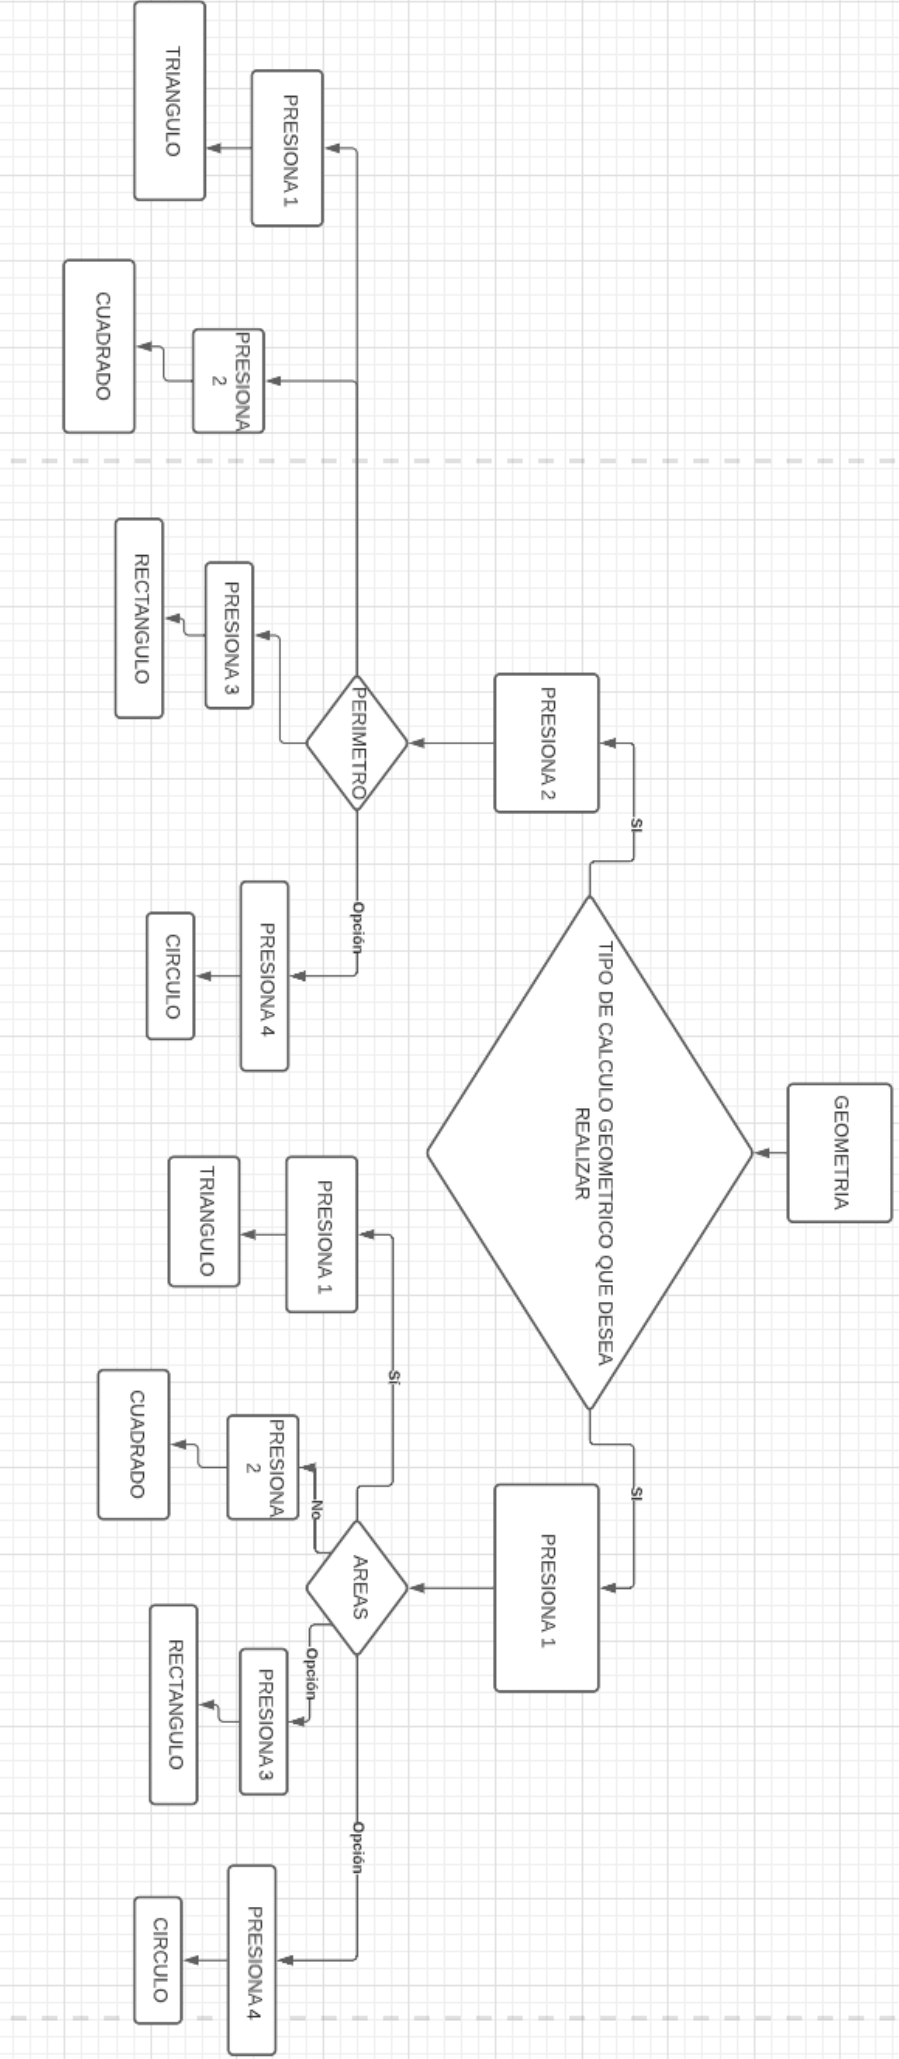 GEOMETRIA
TIPO DE CALCULO GEOMETRICO QUE DESEA
REALIZAR
SI
SI
PRESIONA 2
PRESIONA 1
PERIMETRO
AREAS
Opción
Sí
No
Opción
Opción
PRESIONA 1
PRESIONA
2
PRESIONA 3
PRESIONA 4
PRESIONA 1
PRESIONA
2
PRESIONA 3
PRESIONA 4
TRIANGULO
CUADRADO
RECTANGULO
CIRCULO
TRIANGULO
CUADRADO
RECTANGULO
CIRCULO